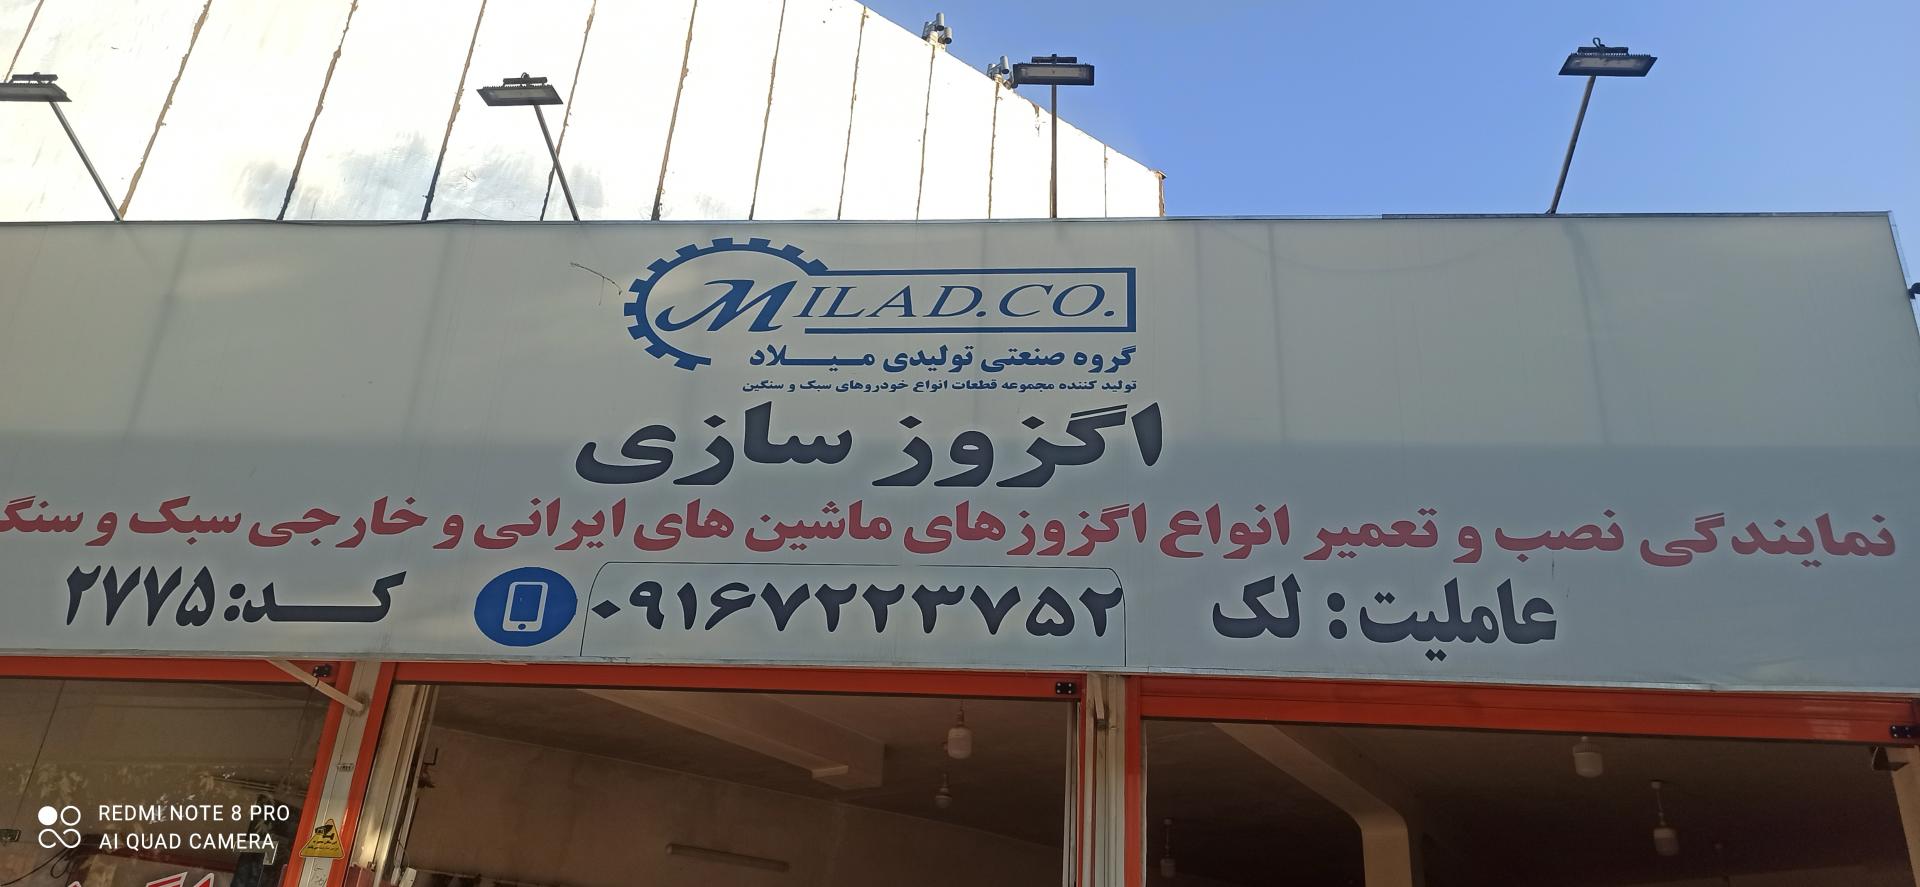 MILAD.CO.
گروه صنعتی تولیدی میلاد
تولید کننده مجموعه قطعات انواع خودروهای سبک و سنگین
اگزوز سازی
نمایندگی نصب و تعمیر انواع اگزوزهای ماشین های ایرانی و خارجی سبک و سنگ
عاملیت: لک
۰۹۱۶۷۲۲۳۷۵۲
کد: ۲۷۷۵
REDMI NOTE 8 PRO
AI QUAD CAMERA